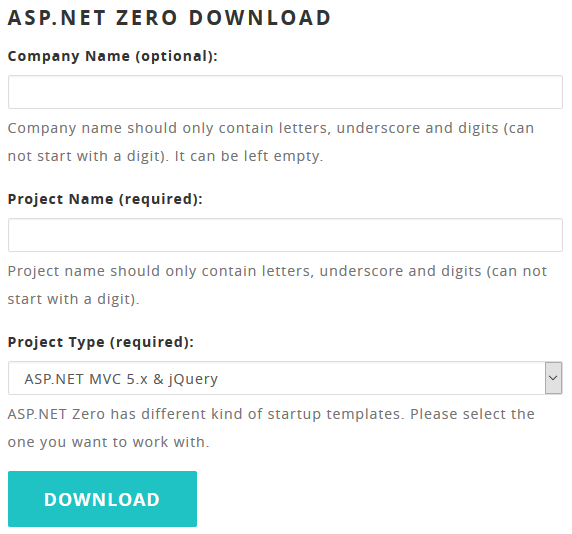 ASP.NET ZERO DOWNLOAD
Company Name (optional):
Company name should only contain letters, underscore and digits (can
not start with a digit). It can be left empty.
Project Name (required):
Project name should only contain letters, underscore and digits (can not
start with a digit).
Project Type (required):
ASP.NET MVC 5.x & jQuery
ASP.NET Zero has different kind of startup templates. Please select the
one you want to work with.
DOWNLOAD